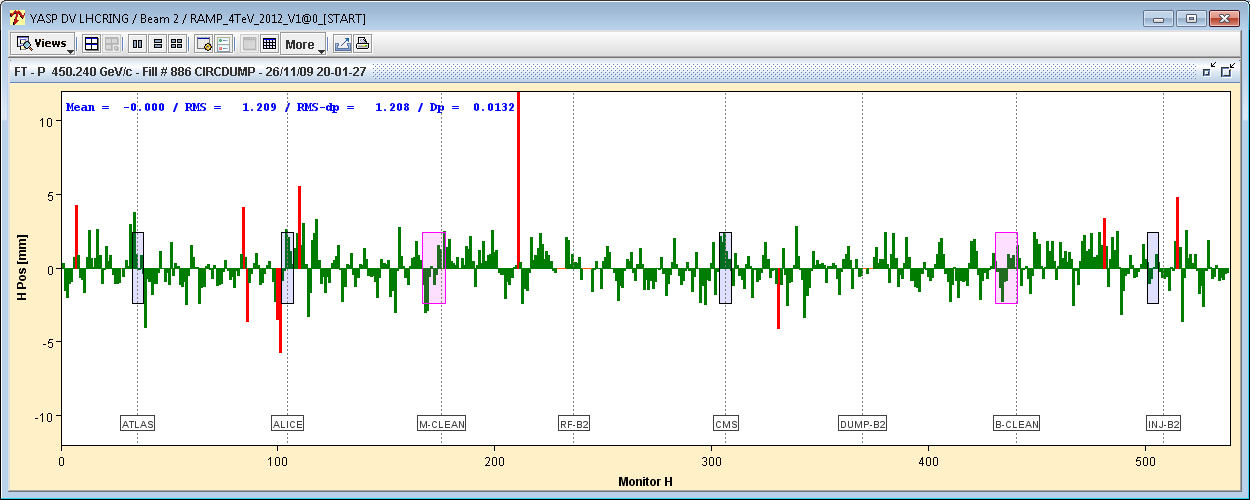 YASP DV LHCRING / Beam 2 / RAMP_4TeV_2012_V1@0_[START]
Views More
FT - P 450.240 GeV/c - Fill # 886 CIRCDUMP - 26/11/09 20-01-27
Mean = -0.000 / RMS = 1.209 / RMS-dp = 1.208 / Dp = 0.0132
10
5
0
-5
-10
H Pos [mm]
ATLAS ALICE M-CLEAN RF-B2 CMS DUMP-B2 B-CLEAN INJ-B2
0 100 200 300 400 500
Monitor H